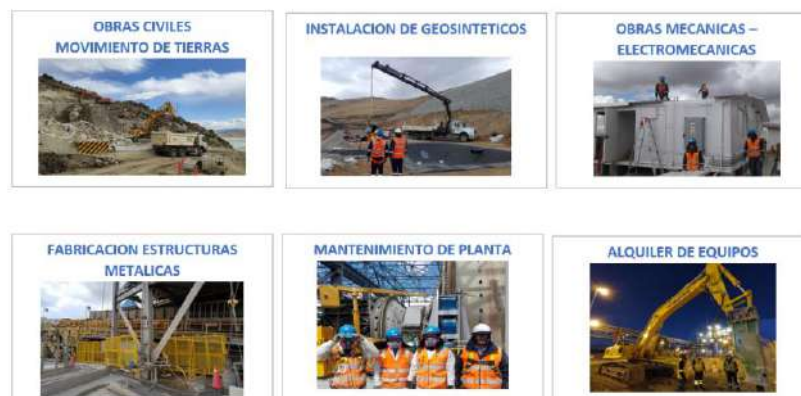 OBRAS CIVILES
MOVIMIENTO DE TIERRAS
INSTALACION DE GEOSINTETICOS
OBRAS MECANICAS –
ELECTROMECANICAS
FABRICACION ESTRUCTURAS
METALICAS
MANTENIMIENTO DE PLANTA
ALQUILER DE EQUIPOS